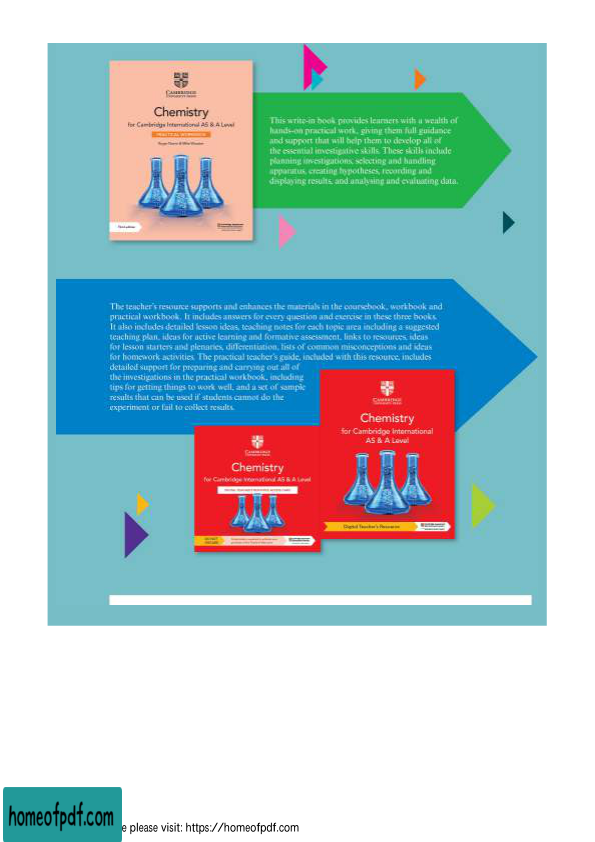 CAMBRIDGE
UNIVERSITY PRESS
Chemistry
for Cambridge International AS & A Level
PRACTICAL WORKBOOK
Third edition
This write-in book provides learners with a wealth of
hands-on practical work, giving them full guidance
and support that will help them to develop all of
the essential investigative skills. These skills include
planning investigations, selecting and handling
apparatus, creating hypotheses, recording and
displaying results, and analysing and evaluating data.
The teacher's resource supports and enhances the materials in the coursebook, workbook and
practical workbook. It includes answers for every question and exercise in these three books.
It also includes detailed lesson ideas, teaching notes for each topic area including a suggested
teaching plan, ideas for active learning and formative assessment, links to resources, ideas
for lesson starters and plenaries, differentiation, lists of common misconceptions and ideas
for homework activities. The practical teacher's guide, included with this resource, includes
detailed support for preparing and carrying out all of
the investigations in the practical workbook, including
tips for getting things to work well, and a set of sample
results that can be used if students cannot do the
experiment or fail to collect results.
CAMBRIDGE
UNIVERSITY PRESS
Chemistry
for Cambridge International
AS & A Level
Digital Teacher's Resource
CAMBRIDGE
UNIVERSITY PRESS
Chemistry
for Cambridge International AS & A Level
homeofpdf.com
e please visit: https://homeofpdf.com